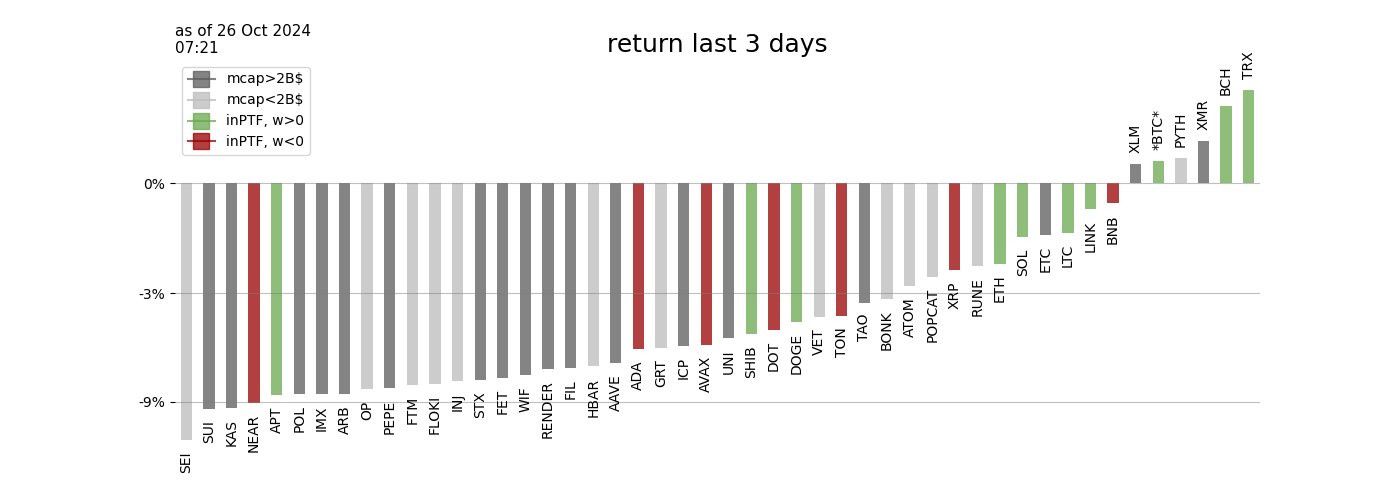 as of 26 Oct 2024
07:21
return last 3 days
mcap>2B$
mcap<2B$
inPTF, w>0
inPTF, w<0
0%
-3%
-9%
SEI
SUI
KAS
NEAR
APT
POL
IMX
ARB
OP
PEPE
FTM
FLOKI
INJ
STX
FET
WIF
RENDER
FIL
HBAR
AAVE
ADA
GRT
ICP
AVAX
UNI
SHIB
DOT
DOGE
VET
TON
TAO
BONK
ATOM
POPCAT
XRP
RUNE
ETH
SOL
ETC
LTC
LINK
BNB
XLM
*BTC*
PYTH
XMR
BCH
TRX